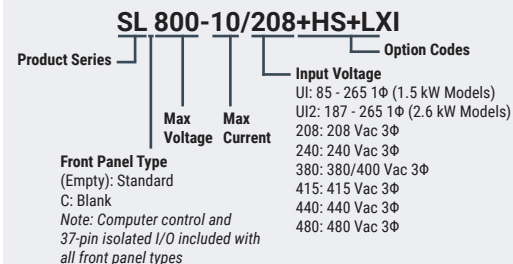 SL 800-10/208+HS+LXI
Product Series
Option Codes
Max
Voltage
Max
Current
Input Voltage
UI: 85 - 265 1Φ (1.5 kW Models)
UI2: 187 - 265 1Φ (2.6 kW Models)
208: 208 Vac 3Φ
240: 240 Vac 3Φ
380: 380/400 Vac 3Φ
415: 415 Vac 3Φ
440: 440 Vac 3Φ
480: 480 Vac 3Φ
Front Panel Type
(Empty): Standard
C: Blank
Note: Computer control and
37-pin isolated I/O included with
all front panel types